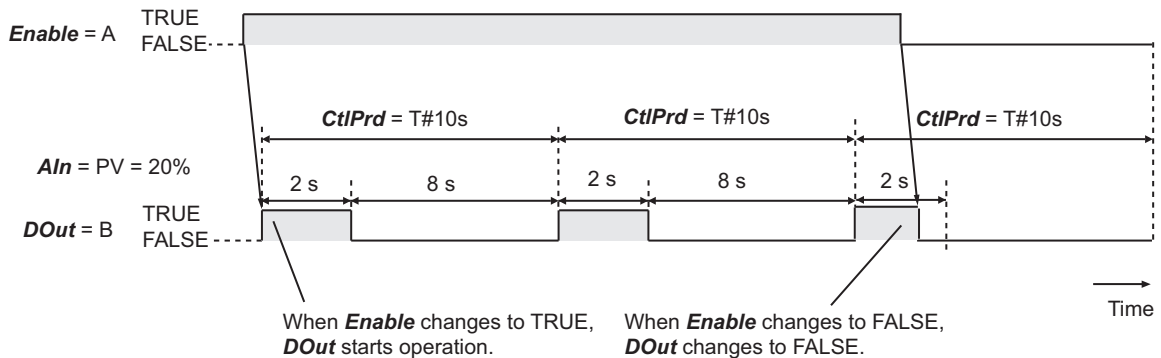 Enable = A
TRUE
FALSE
CtlPrd = T#10s
CtlPrd = T#10s
CtlPrd = T#10s
AIn = PV = 20%
2 s
8 s
2 s
8 s
2 s
DOut = B
TRUE
FALSE
Time
When Enable changes to TRUE,
DOut starts operation.
When Enable changes to FALSE,
DOut changes to FALSE.